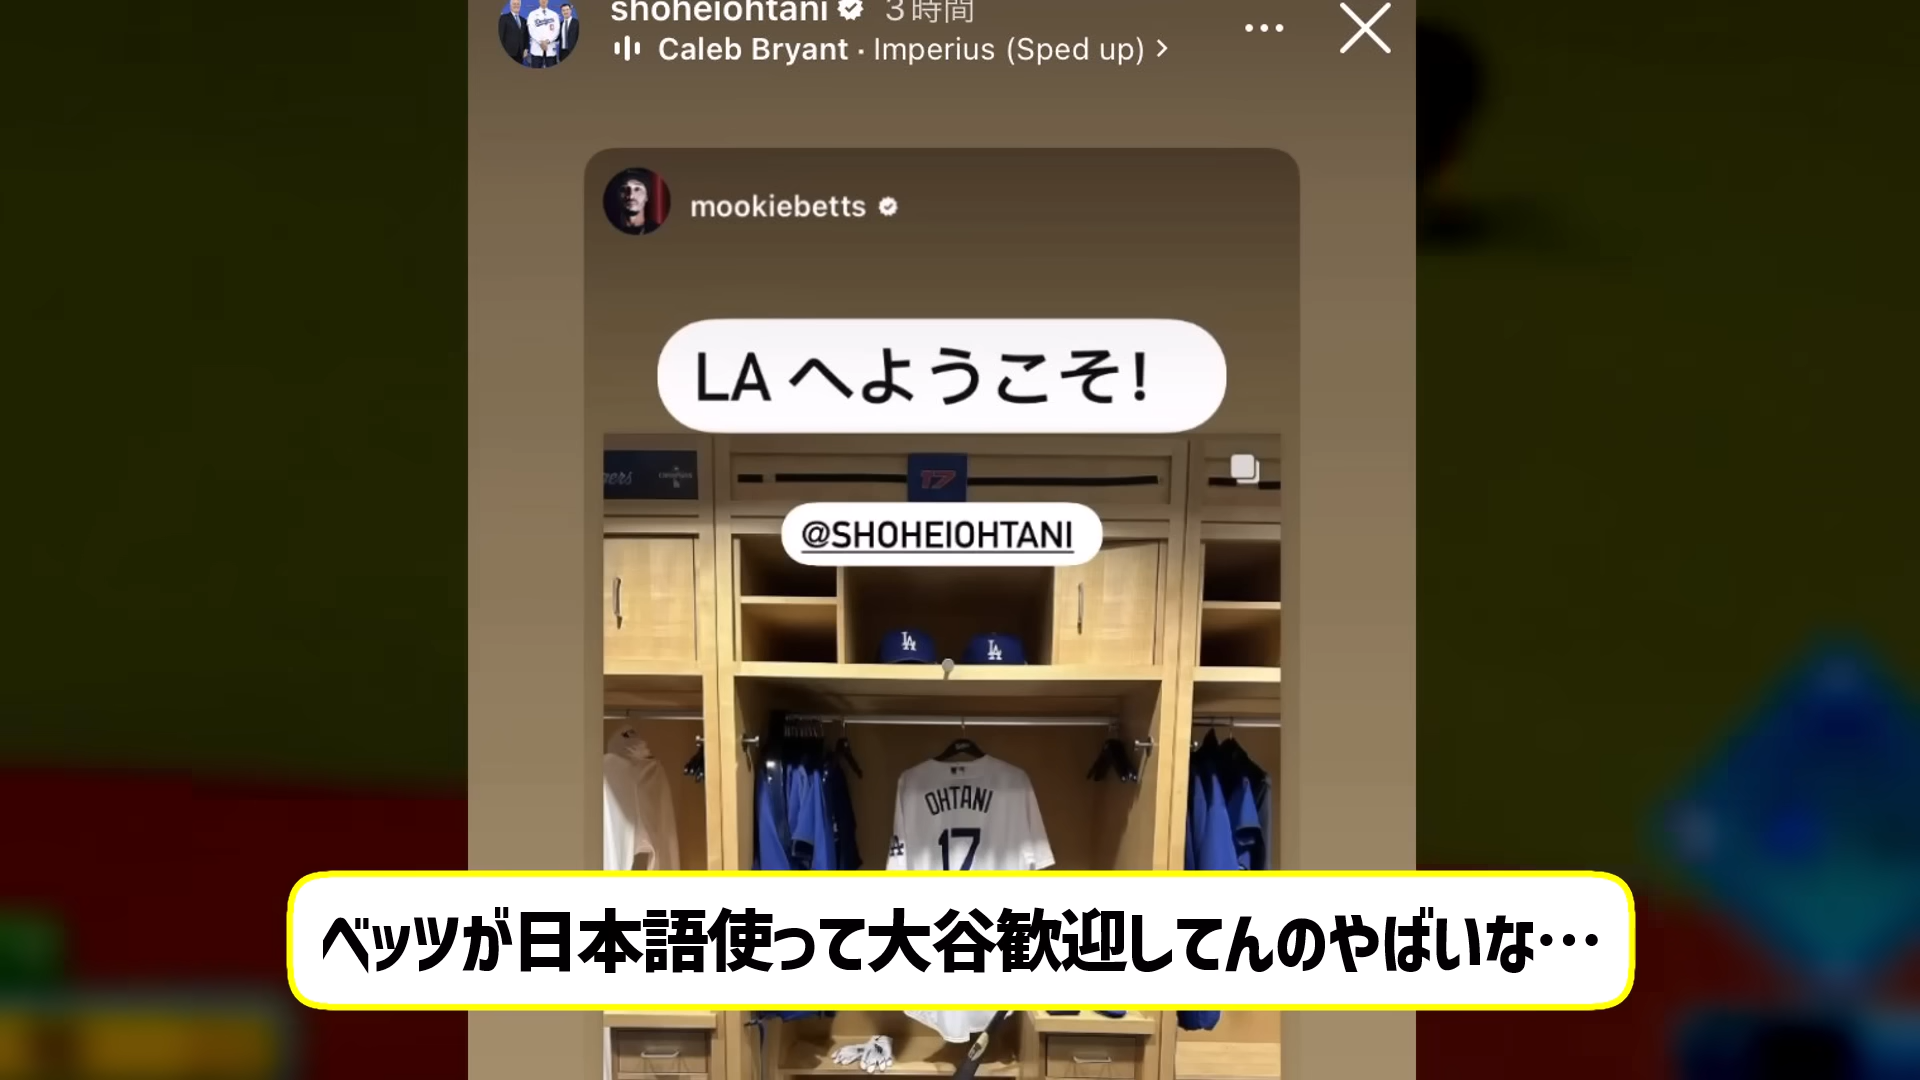 shoheiohtani 3時間
Caleb Bryant · Imperius (Sped up) >
mookiebetts
LA へようこそ!
17
@SHOHEIOHTANI
LA
LA
OHTANI
17
ベッツが日本語使って大谷歓迎してんのやばいな…